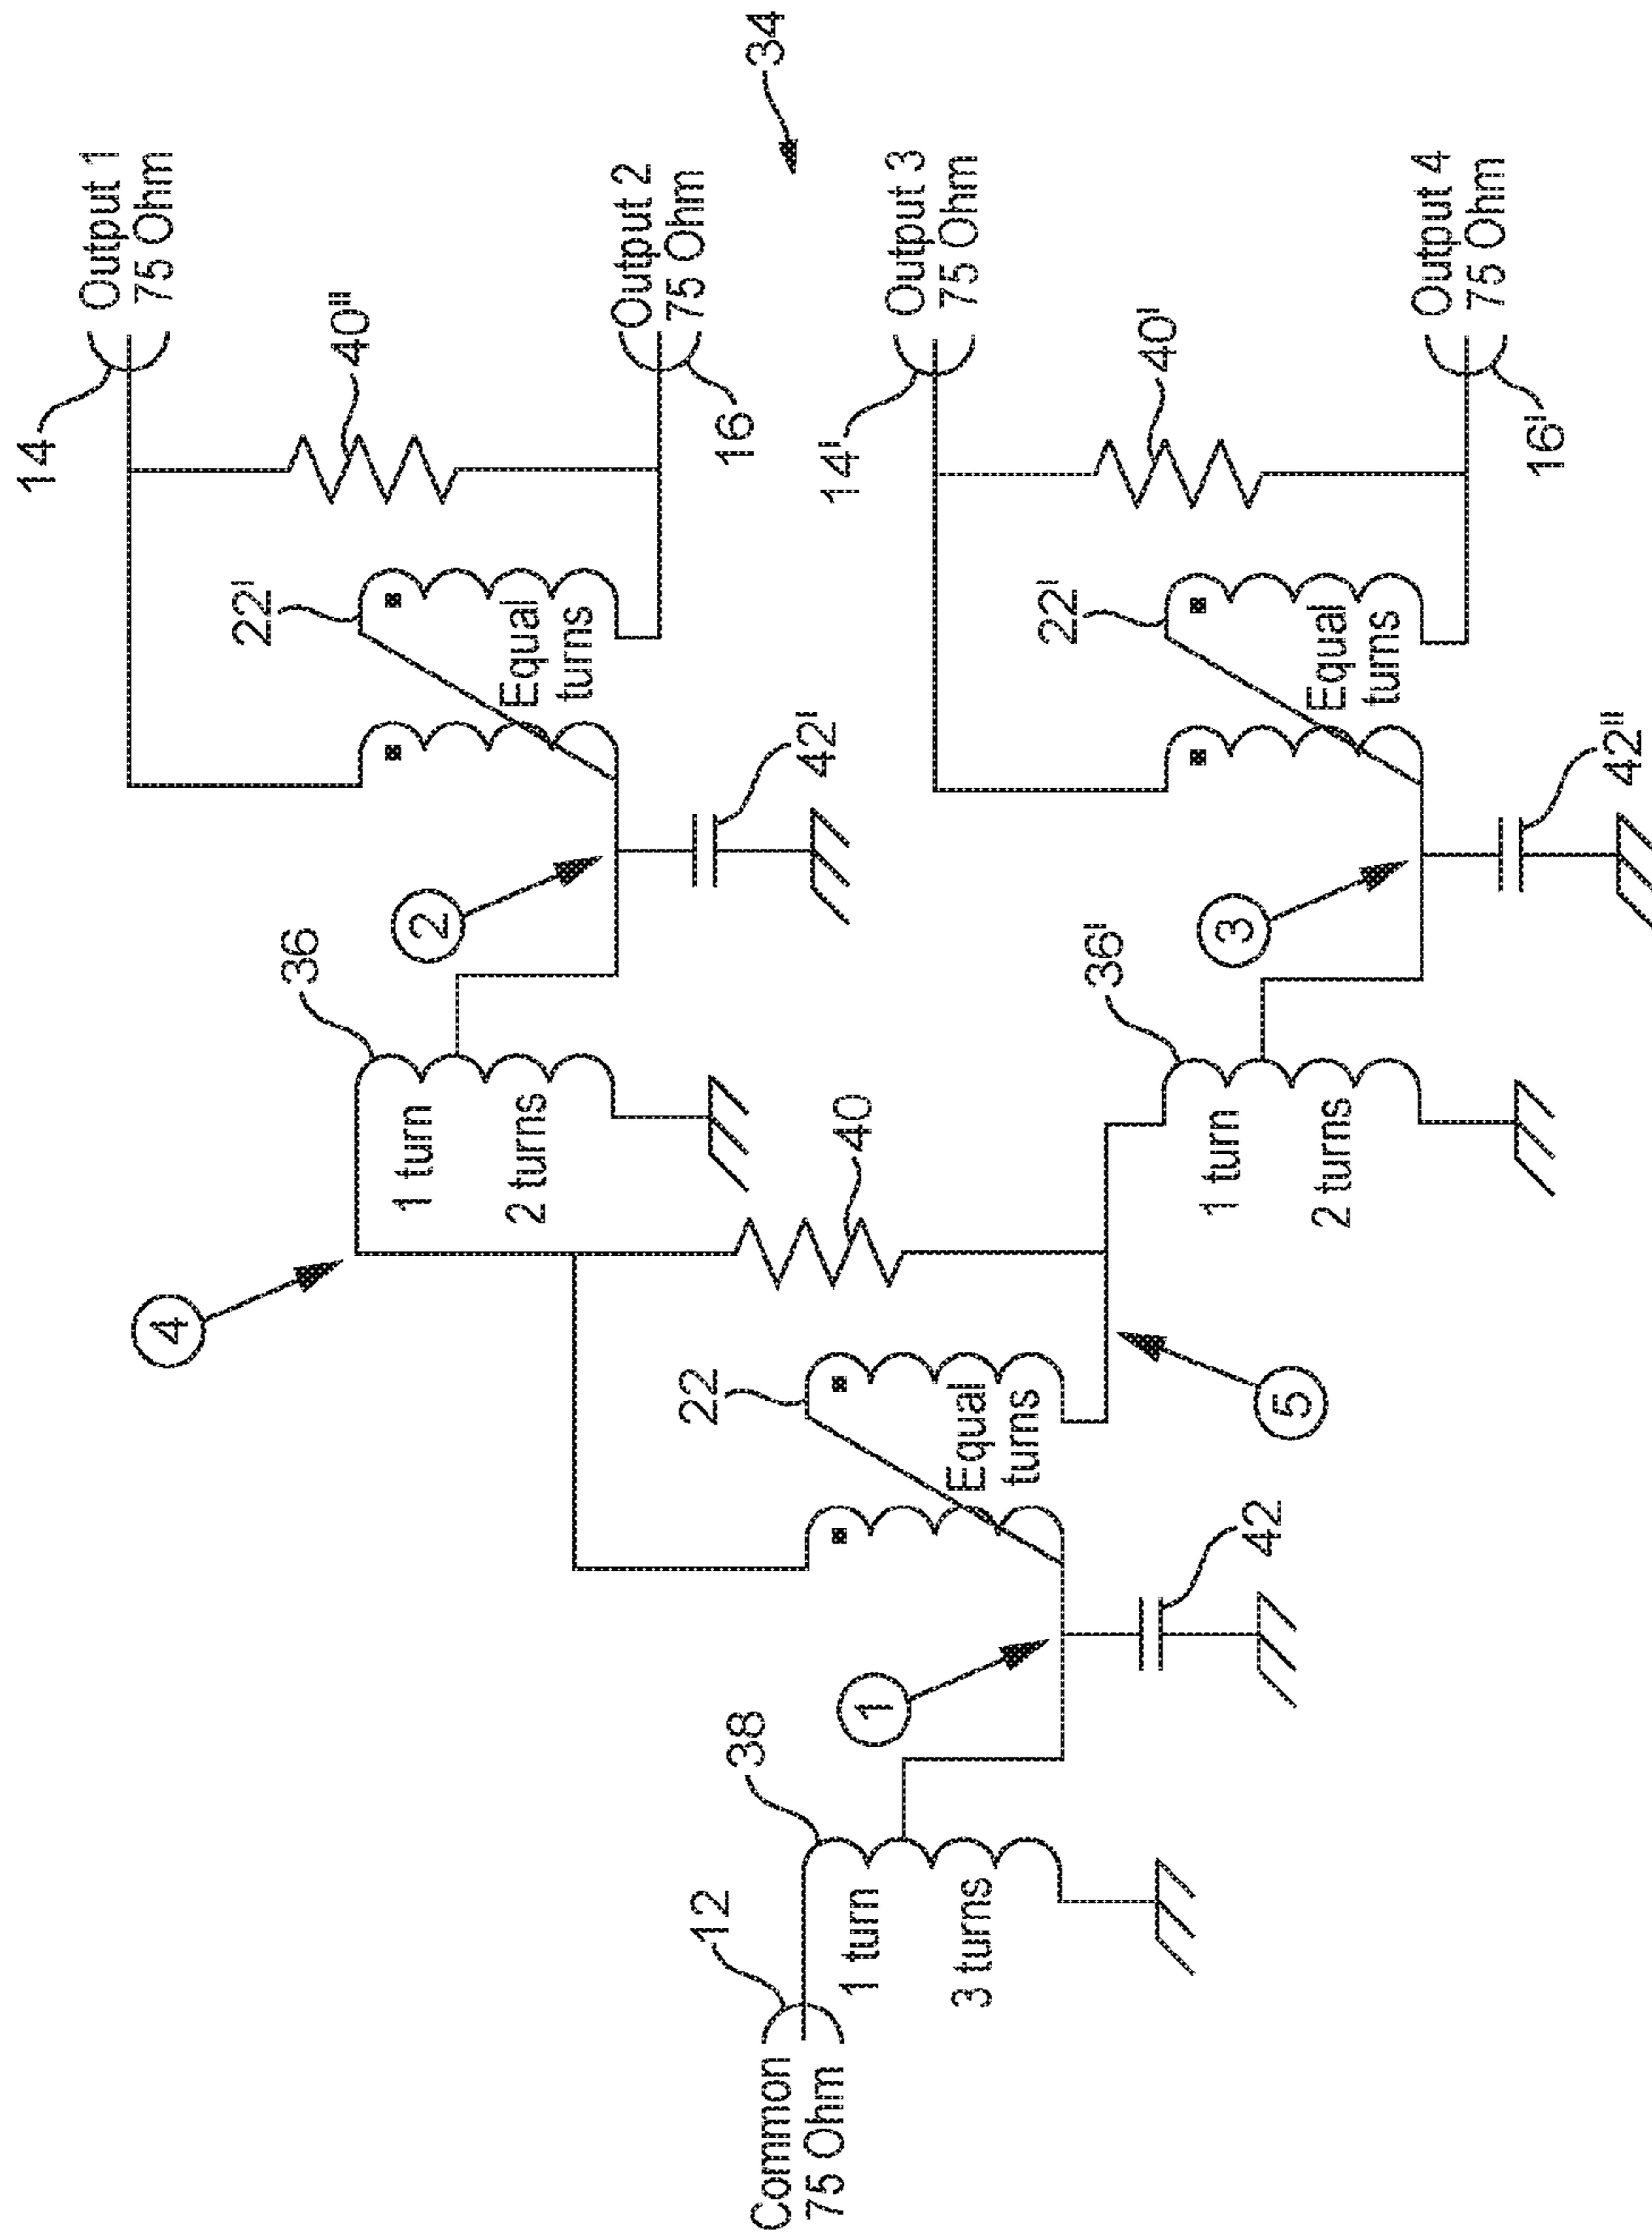 34
14
Output 1
75 Ohm
40'''
22'
Equal
turns
16
Output 2
75 Ohm
36
2
42'
4
1 turn
2 turns
14'
Output 3
75 Ohm
40'
22'
Equal
turns
16'
Output 4
75 Ohm
40
22
Equal
turns
5
36'
3
42"
1 turn
2 turns
38
1
42
12
Common
75 Ohm
1 turn
3 turns